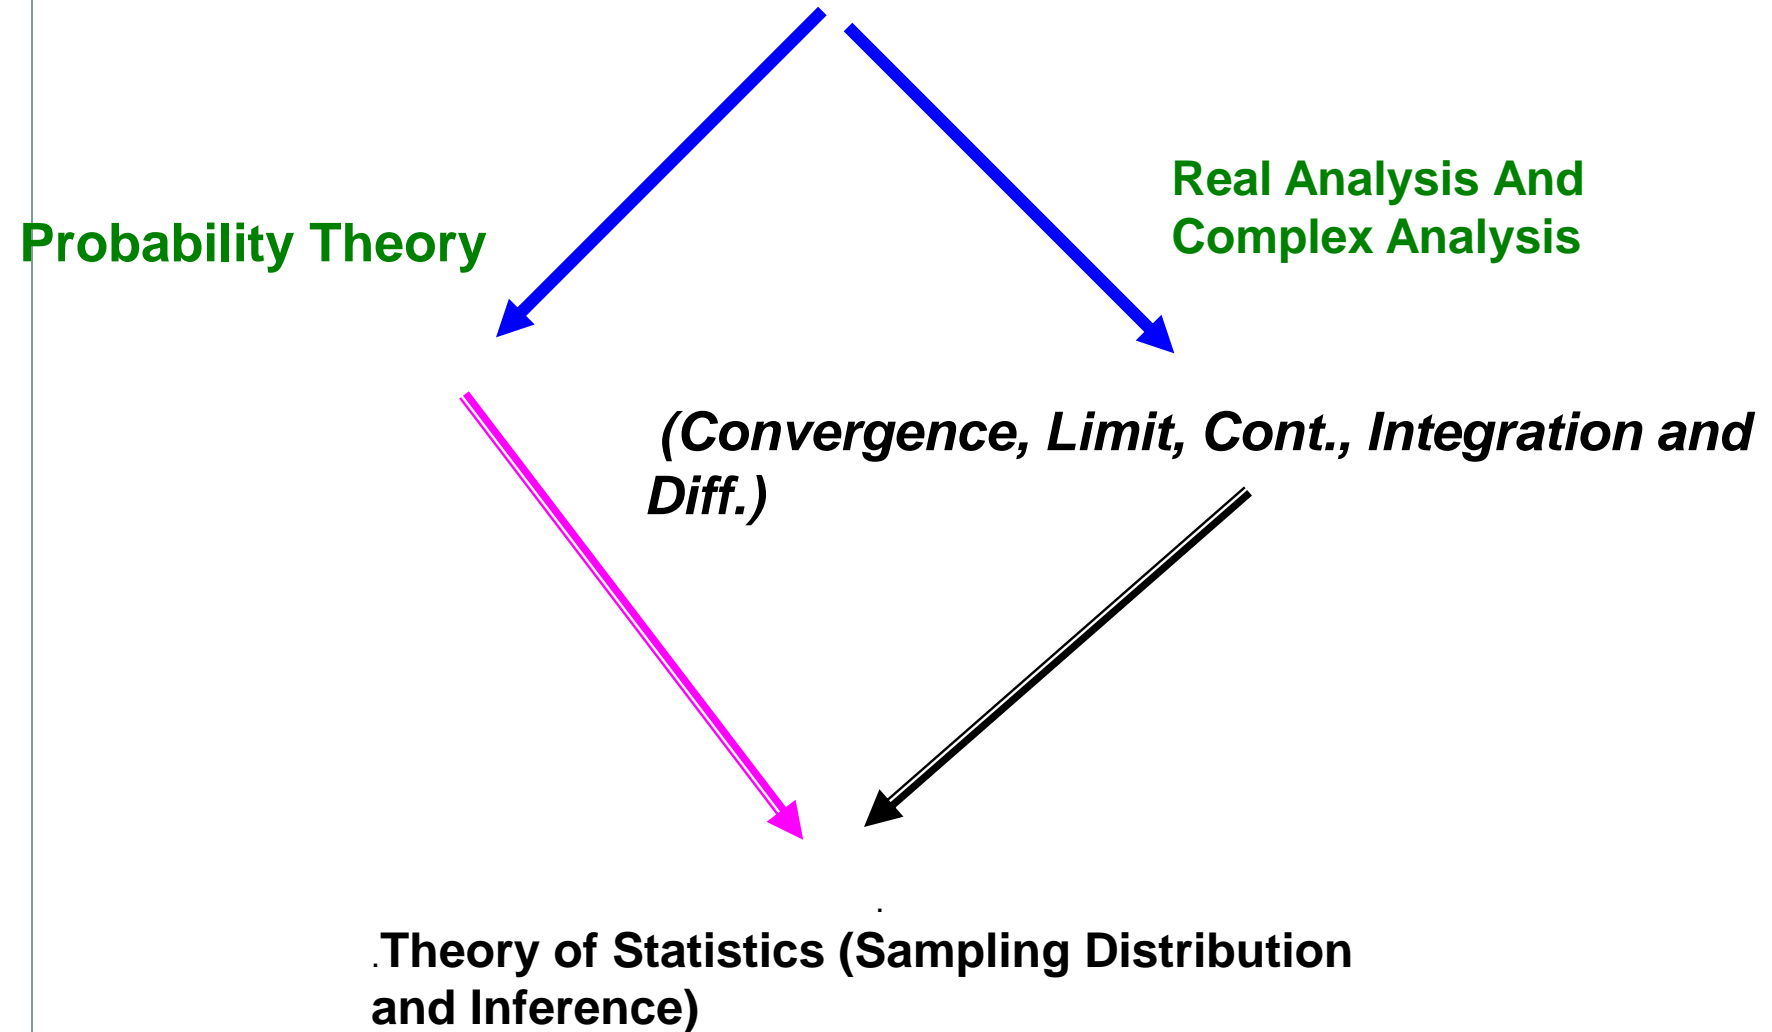 Real Analysis And
Complex Analysis
Probability Theory
(Convergence, Limit, Cont., Integration and
Diff.)
.
.Theory of Statistics (Sampling Distribution
and Inference)